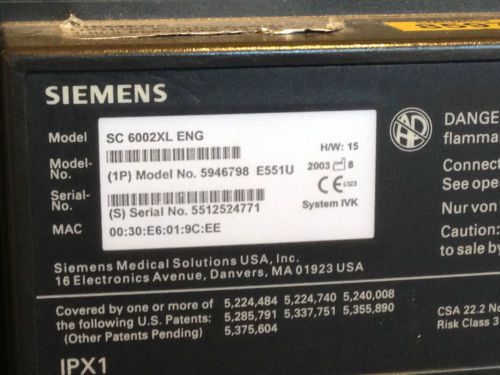 SIEMENS
Model SC 6002XL ENG H/W: 15
Model-No. (1P) Model No. 5946798 E551U 2003 8
Serial-No. (S) Serial No. 5512524771 CE 0123 System IVK
MAC 00:30:E6:01:9C:EE
Siemens Medical Solutions USA, Inc.
16 Electronics Avenue, Danvers, MA 01923 USA
Covered by one or more of 5,224,484 5,224,740 5,240,008
the following U.S. Patents: 5,285,791 5,337,751 5,355,890
(Other Patents Pending) 5,375,604
IPX1
DANGE
flamma
Connect
See ope
Nur von
Caution:
to sale by
CSA 22.2 No
Risk Class 3